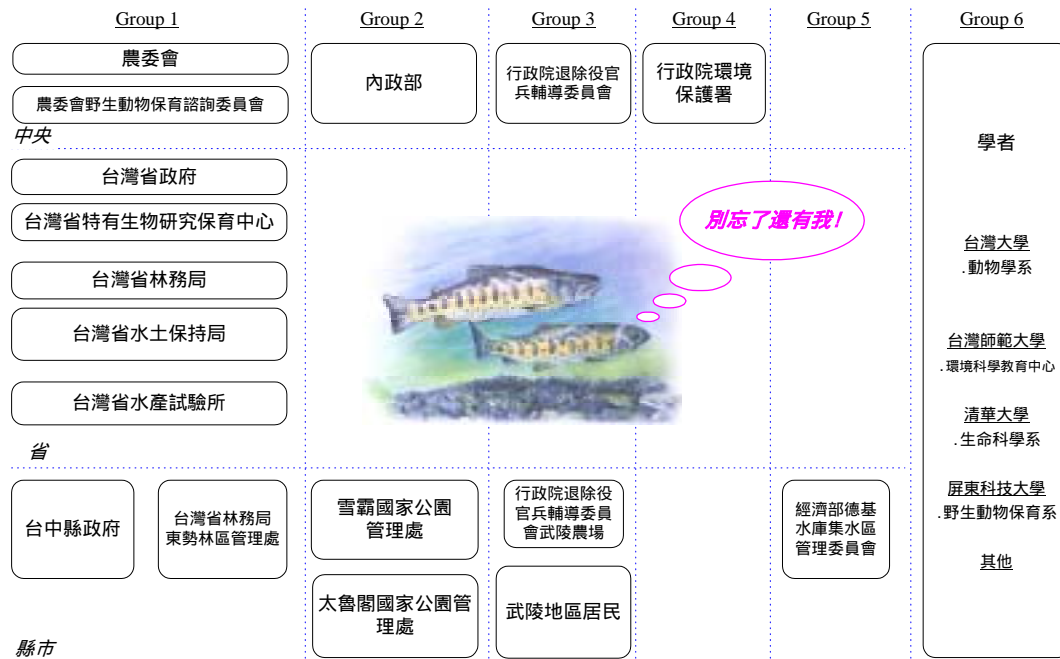 Group 1
Group 2
Group 3
Group 4
Group 5
Group 6
農委會
農委會野生動物保育諮詢委員會
內政部
行政院退除役官
兵輔導委員會
行政院環境
保護署
中央
台灣省政府
台灣省特有生物研究保育中心
台灣省林務局
台灣省水土保持局
台灣省水產試驗所
別忘了還有我!
省
台中縣政府
台灣省林務局
東勢林區管理處
雪霸國家公園
管理處
太魯閣國家公園管
理處
行政院退除役
官兵輔導委員
會武陵農場
武陵地區居民
經濟部德基
水庫集水區
管理委員會
縣市
學者
台灣大學
.動物學系
台灣師範大學
.環境科學教育中心
清華大學
.生命科學系
屏東科技大學
.野生動物保育系
其他